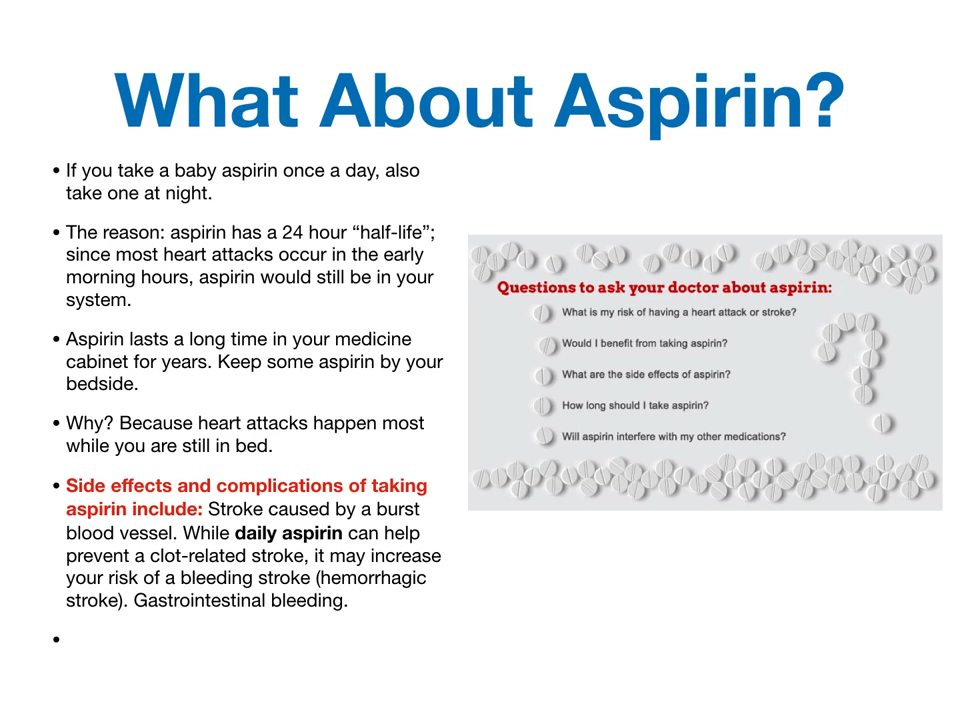 What About Aspirin?
• If you take a baby aspirin once a day, also
take one at night.
• The reason: aspirin has a 24 hour “half-life”;
since most heart attacks occur in the early
morning hours, aspirin would still be in your
system.
• Aspirin lasts a long time in your medicine
cabinet for years. Keep some aspirin by your
bedside.
• Why? Because heart attacks happen most
while you are still in bed.
• Side effects and complications of taking
aspirin include: Stroke caused by a burst
blood vessel. While daily aspirin can help
prevent a clot-related stroke, it may increase
your risk of a bleeding stroke (hemorrhagic
stroke). Gastrointestinal bleeding.
•
Questions to ask your doctor about aspirin:
What is my risk of having a heart attack or stroke?
Would I benefit from taking aspirin?
What are the side effects of aspirin?
How long should I take aspirin?
Will aspirin interfere with my other medications?